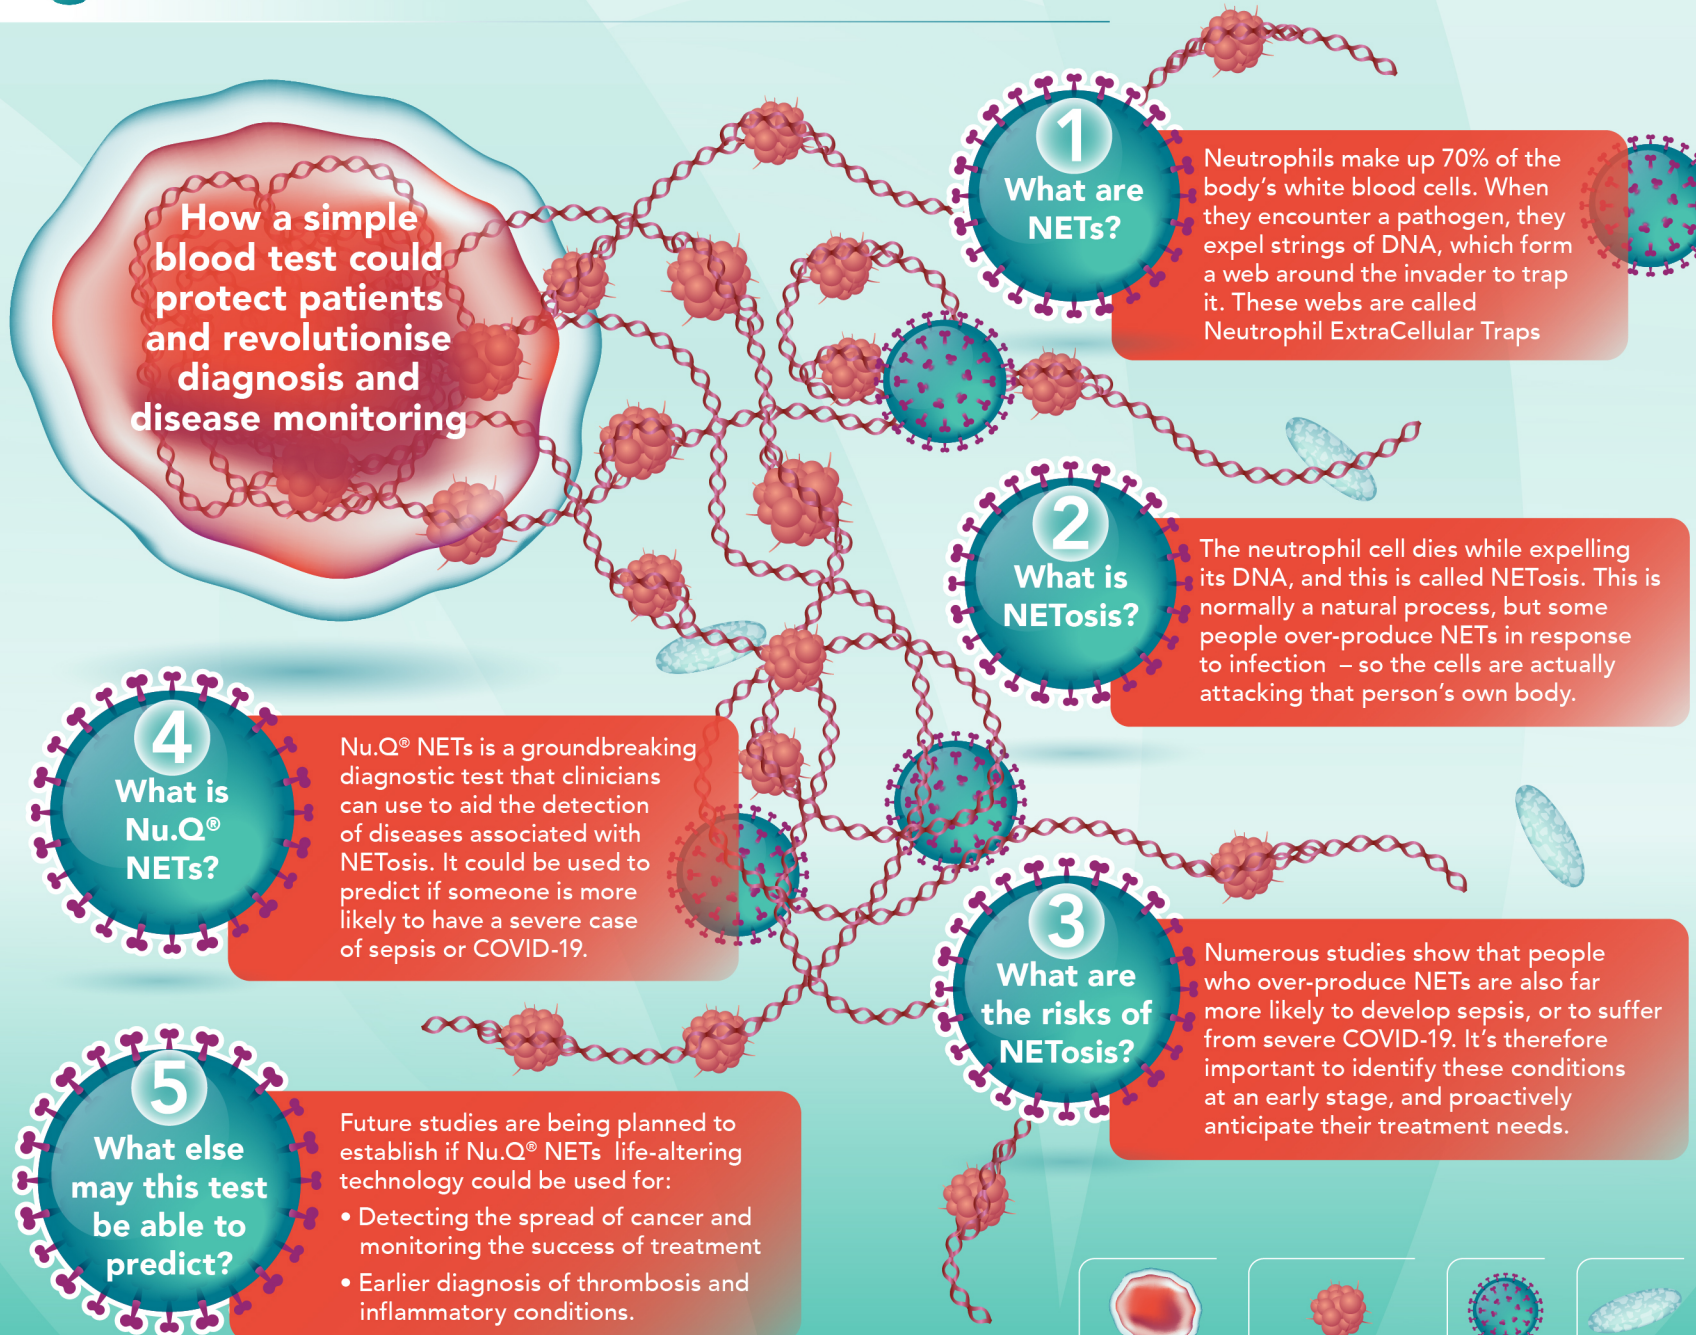 How a simple
blood test could
protect patients
and revolutionise
diagnosis and
disease monitoring
1
What are
NETs?
Neutrophils make up 70% of the
body’s white blood cells. When
they encounter a pathogen, they
expel strings of DNA, which form
a web around the invader to trap
it. These webs are called
Neutrophil ExtraCellular Traps
2
What is
NETosis?
The neutrophil cell dies while expelling
its DNA, and this is called NETosis. This is
normally a natural process, but some
people over-produce NETs in response
to infection – so the cells are actually
attacking that person’s own body.
3
What are
the risks of
NETosis?
Numerous studies show that people
who over-produce NETs are also far
more likely to develop sepsis, or to suffer
from severe COVID-19. It’s therefore
important to identify these conditions
at an early stage, and proactively
anticipate their treatment needs.
4
What is
Nu.Q®
NETs?
Nu.Q® NETs is a groundbreaking
diagnostic test that clinicians
can use to aid the detection
of diseases associated with
NETosis. It could be used to
predict if someone is more
likely to have a severe case
of sepsis or COVID-19.
5
What else
may this test
be able to
predict?
Future studies are being planned to
establish if Nu.Q® NETs life-altering
technology could be used for:
• Detecting the spread of cancer and
monitoring the success of treatment
• Earlier diagnosis of thrombosis and
inflammatory conditions.